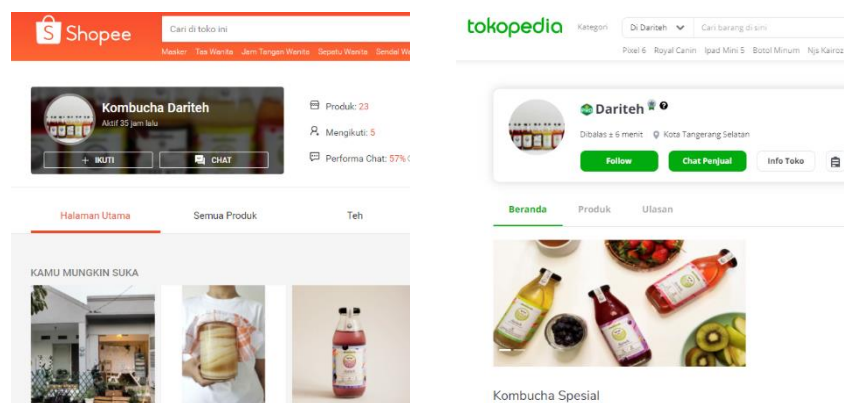 Shopee
Cari di toko ini
Masker Tas Wanita Jam Tangan Wanita Sepatu Wanita Sendal
Kombucha Dariteh
Aktif 35 jam lalu
+ IKUTI
CHAT
Produk: 23
Mengikuti: 5
Performa Chat: 57%
Halaman Utama
Semua Produk
Teh
KAMU MUNGKIN SUKA
tokopedia
Kategori
Di Dariteh
Cari barang di sini
Pixel 6 Royal Canin Ipad Mini 5 Botol Minum Njs Kairoz
Dariteh
Dibalas ± 6 menit
Kota Tangerang Selatan
Follow
Chat Penjual
Info Toko
Beranda
Produk
Ulasan
Kombucha Spesial